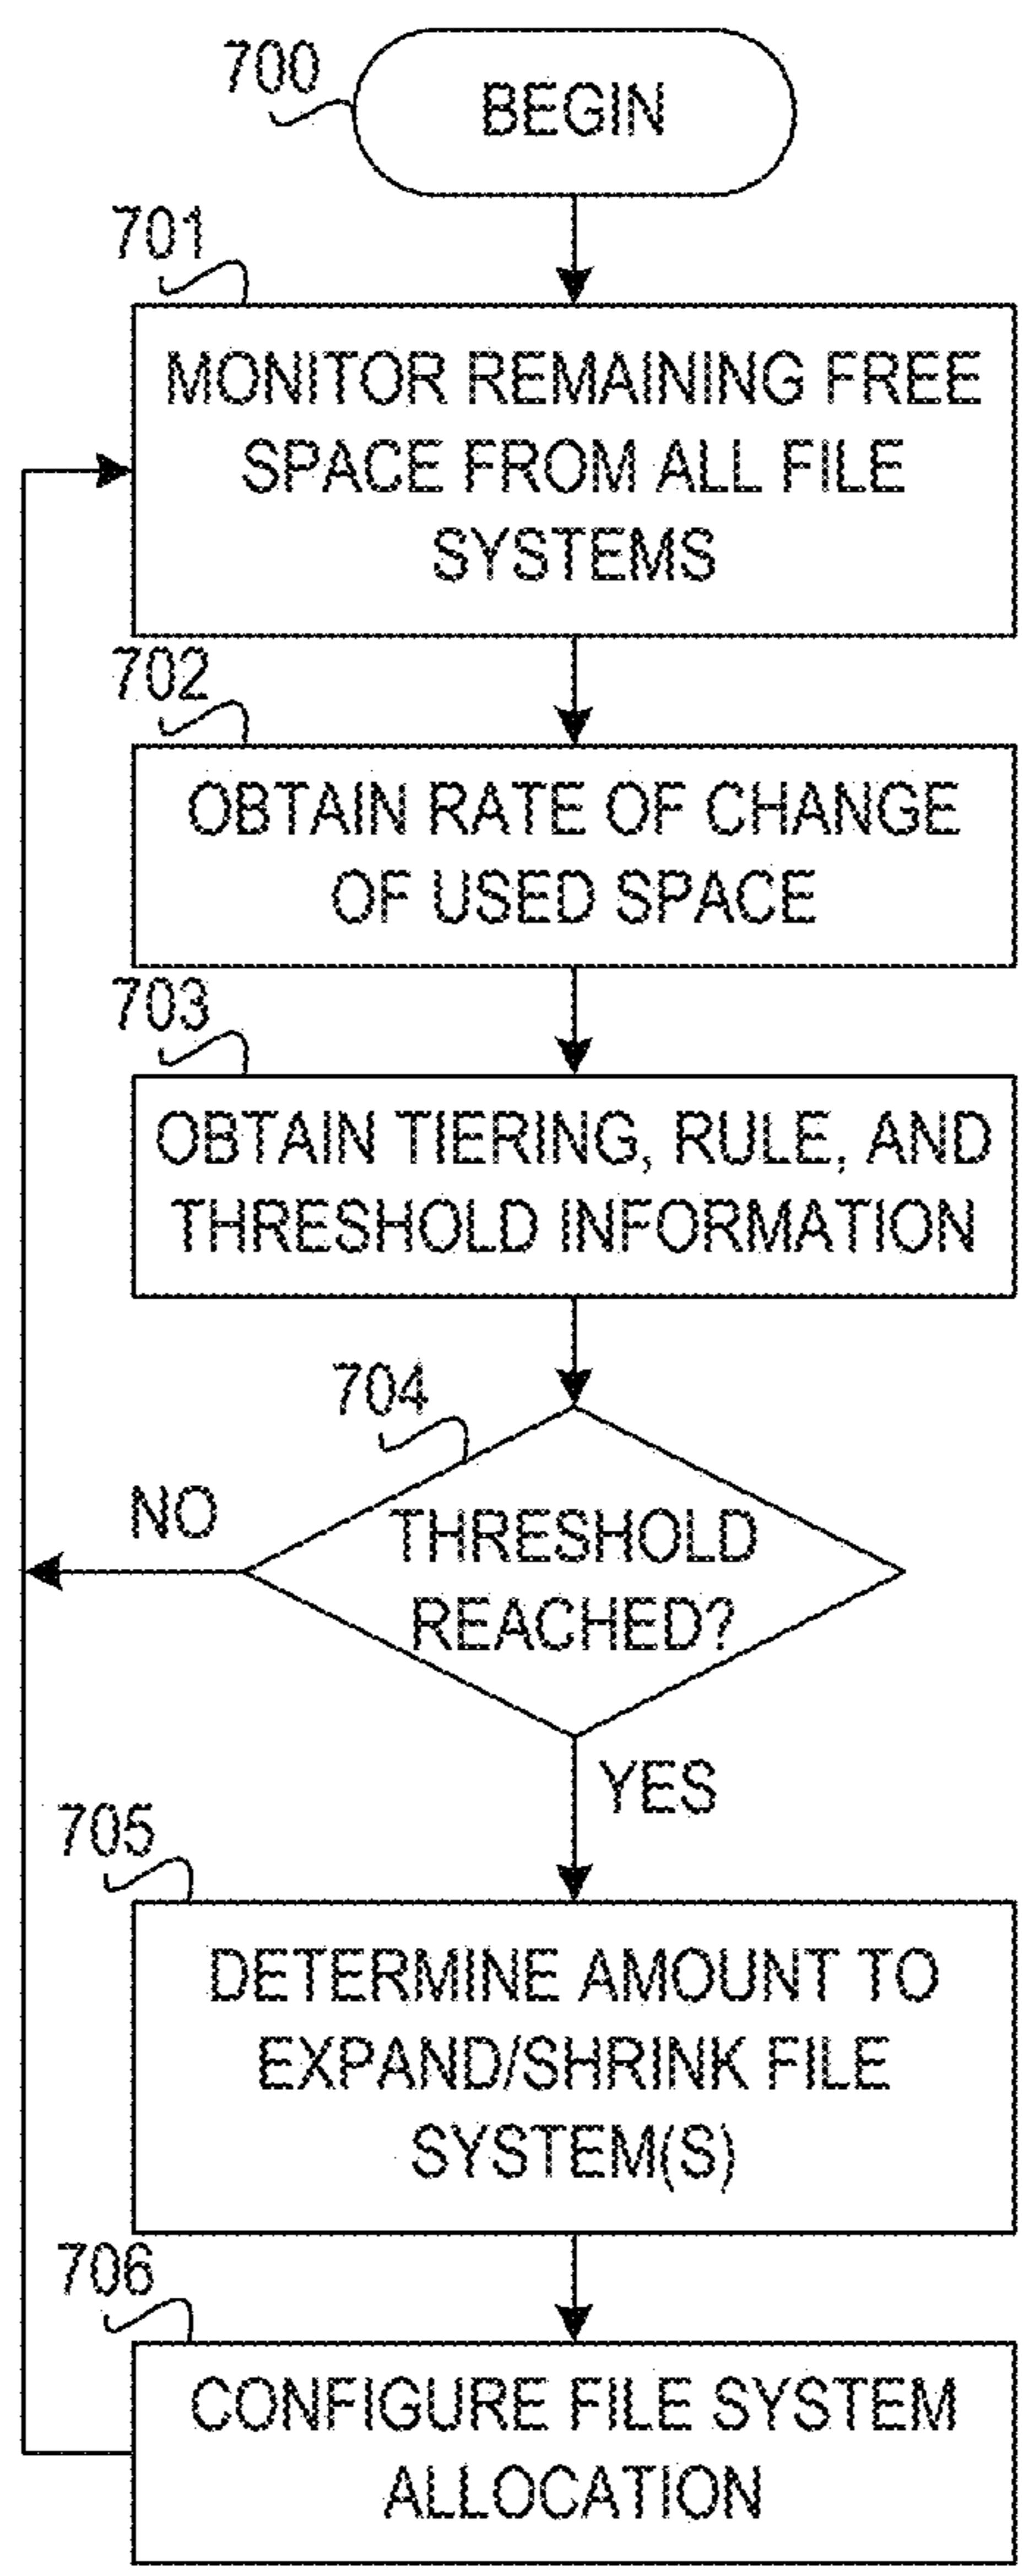 700
BEGIN
701
MONITOR REMAINING FREE
SPACE FROM ALL FILE
SYSTEMS
702
OBTAIN RATE OF CHANGE
OF USED SPACE
703
OBTAIN TIERING, RULE, AND
THRESHOLD INFORMATION
704
NO
THRESHOLD
REACHED?
YES
705
DETERMINE AMOUNT TO
EXPAND/SHRINK FILE
SYSTEM(S)
706
CONFIGURE FILE SYSTEM
ALLOCATION